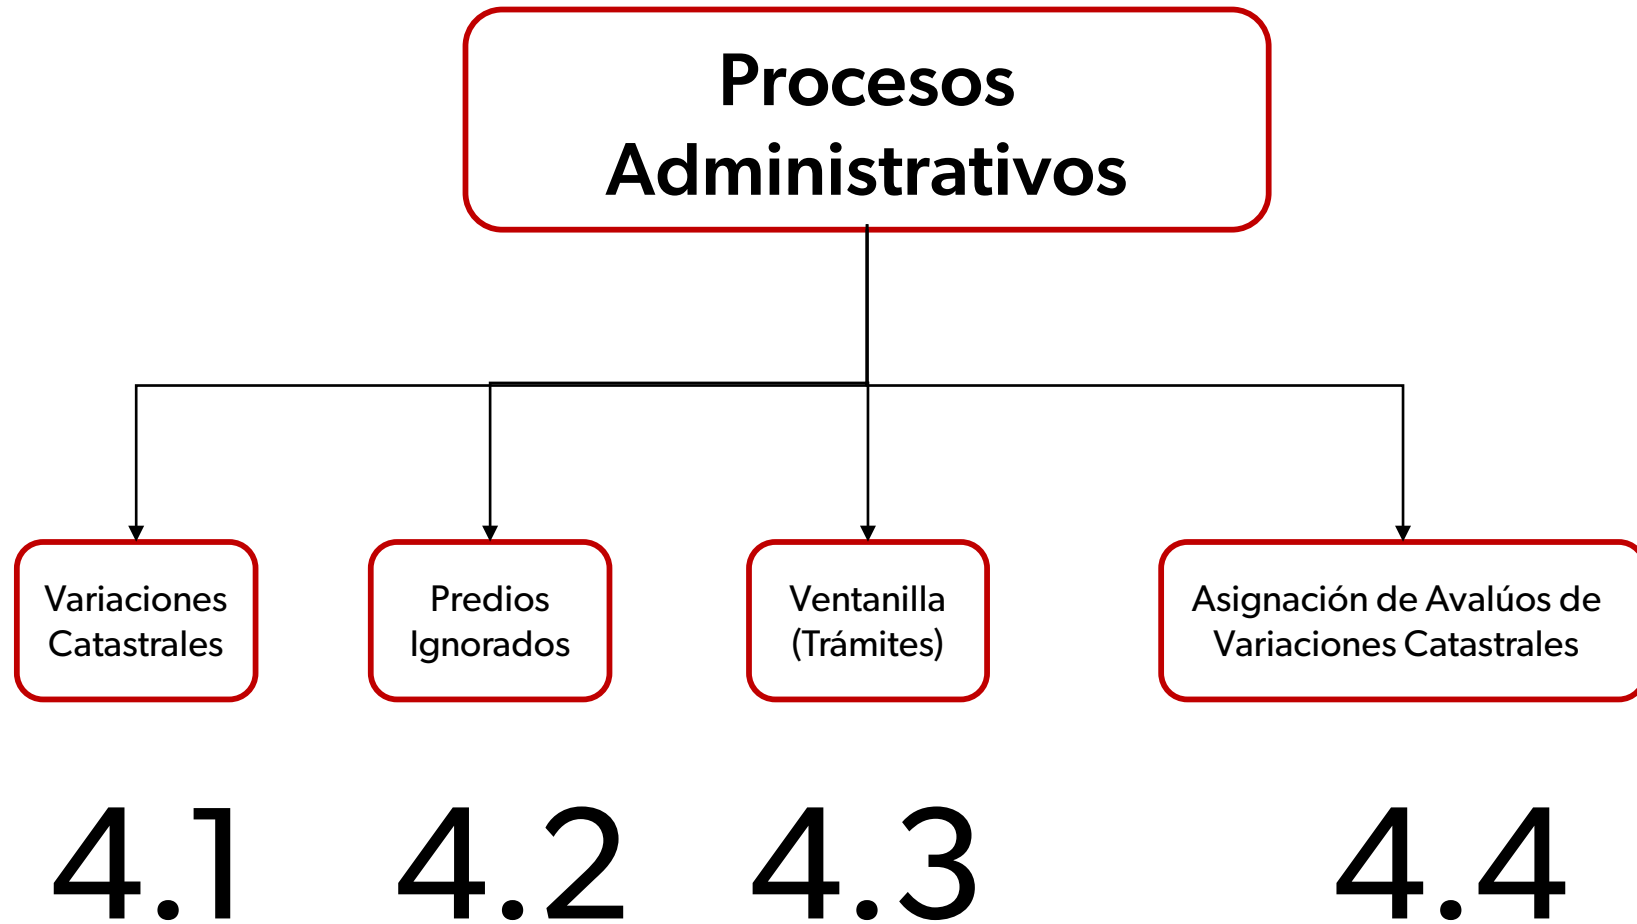 Procesos
Administrativos
Variaciones
Catastrales
Predios
Ignorados
Ventanilla
(Trámites)
Asignación de Avalúos de
Variaciones Catastrales
4.1
4.2
4.3
4.4